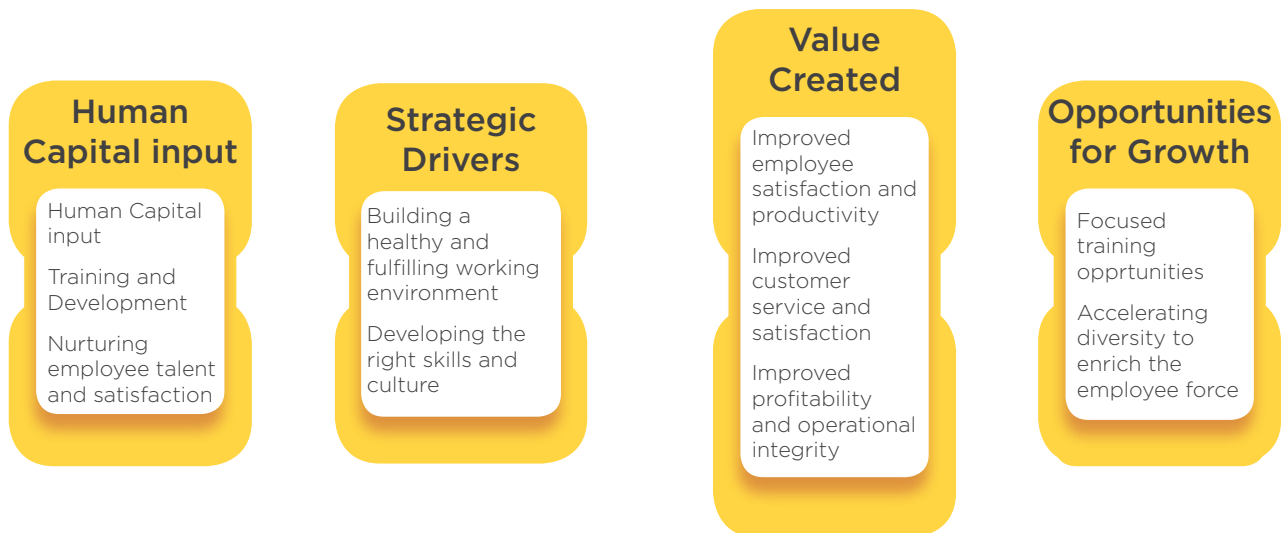 Human
Capital input
Human Capital
input
Training and
Development
Nurturing
employee talent
and satisfaction
Strategic
Drivers
Building a
healthy and
fulfilling working
environment
Developing the
right skills and
culture
Value
Created
Improved
employee
satisfaction and
productivity
Improved
customer
service and
satisfaction
Improved
profitability
and operational
integrity
Opportunities
for Growth
Focused
training
opprtunities
Accelerating
diversity to
enrich the
employee force